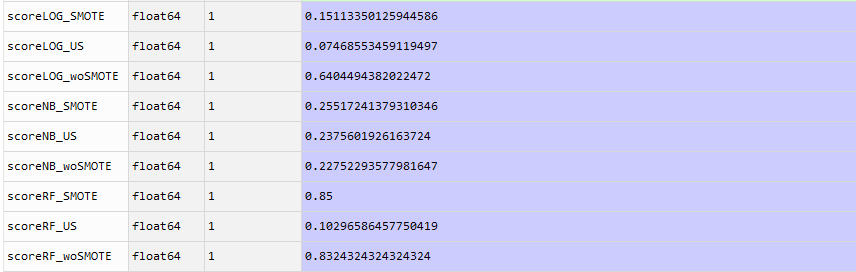 scoreLOG_SMOTE float64 1 0.15113350125944586
scoreLOG_US float64 1 0.07468553459119497
scoreLOG_woSMOTE float64 1 0.6404494382022472
scoreNB_SMOTE float64 1 0.25517241379310346
scoreNB_US float64 1 0.2375601926163724
scoreNB_woSMOTE float64 1 0.22752293577981647
scoreRF_SMOTE float64 1 0.85
scoreRF_US float64 1 0.10296586457750419
scoreRF_woSMOTE float64 1 0.8324324324324324